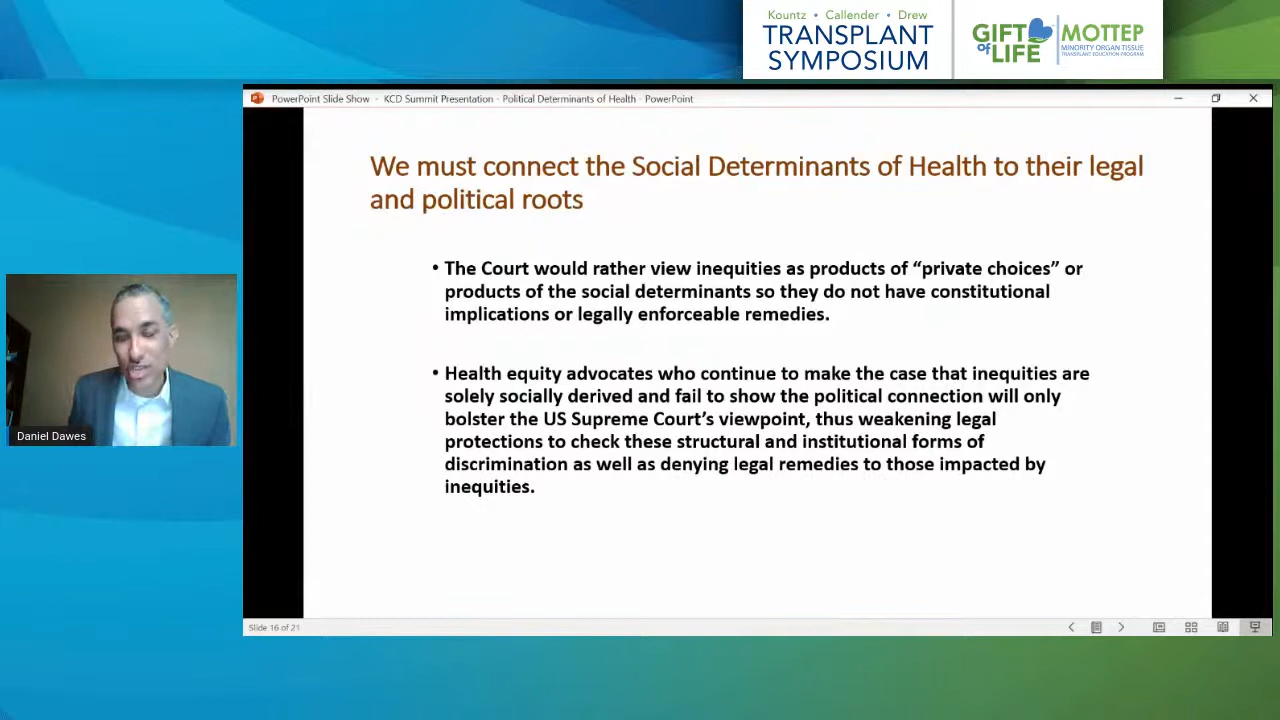 Kountz • Callender • Drew
TRANSPLANT
SYMPOSIUM
GIFT
of
LIFE
MOTTEP
MINORITY ORGAN TISSUE
TRANSPLANT EDUCATION PROGRAM
PowerPoint Slide Show - KCD Summit Presentation - Political Determinants of Health - PowerPoint
We must connect the Social Determinants of Health to their legal
and political roots
• The Court would rather view inequities as products of “private choices” or
products of the social determinants so they do not have constitutional
implications or legally enforceable remedies.
• Health equity advocates who continue to make the case that inequities are
solely socially derived and fail to show the political connection will only
bolster the US Supreme Court’s viewpoint, thus weakening legal
protections to check these structural and institutional forms of
discrimination as well as denying legal remedies to those impacted by
inequities.
Daniel Dawes
Slide 16 of 21